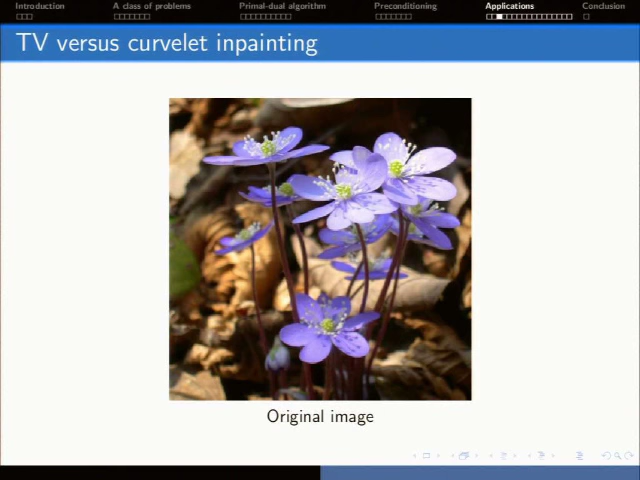 Introduction A class of problems Primal-dual algorithm Preconditioning Applications Conclusion
TV versus curvelet inpainting
Original image